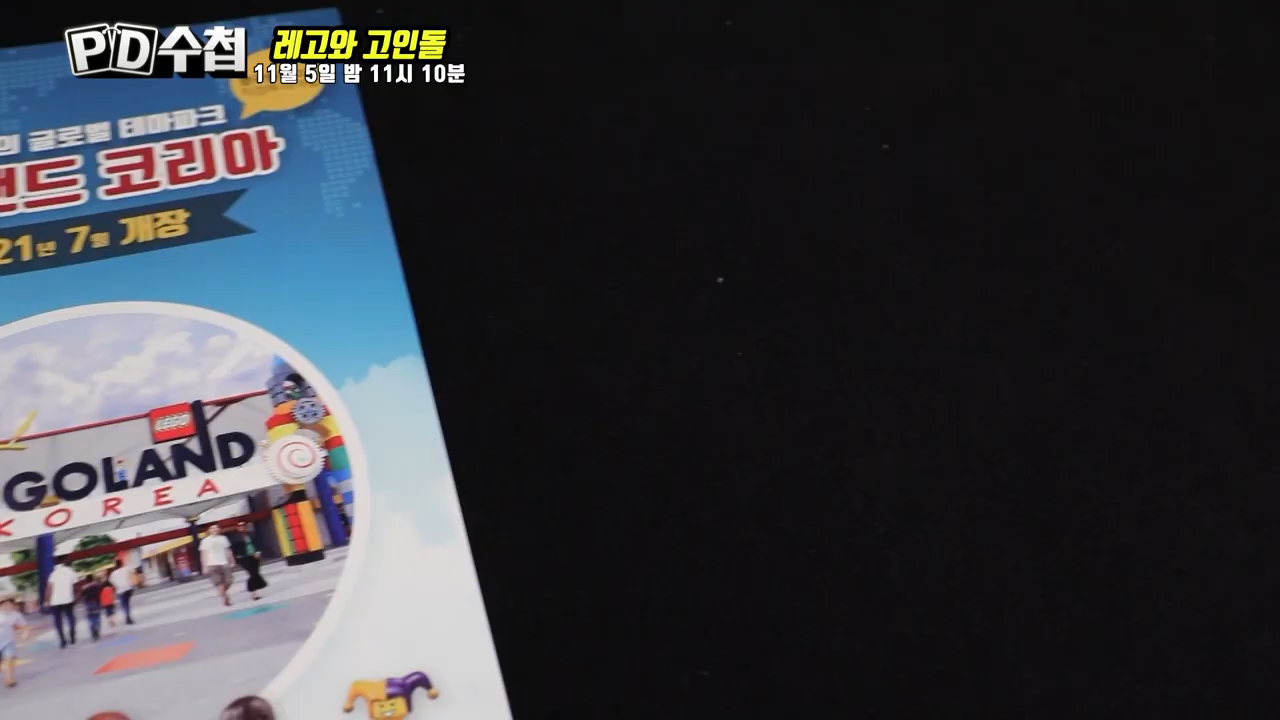 PD수첩
레고와 고인돌
11월 5일 밤 11시 10분
의 글로벌 테마파크
랜드 코리아
21년 7월 개장
LEGO
GOLAND
KOREA